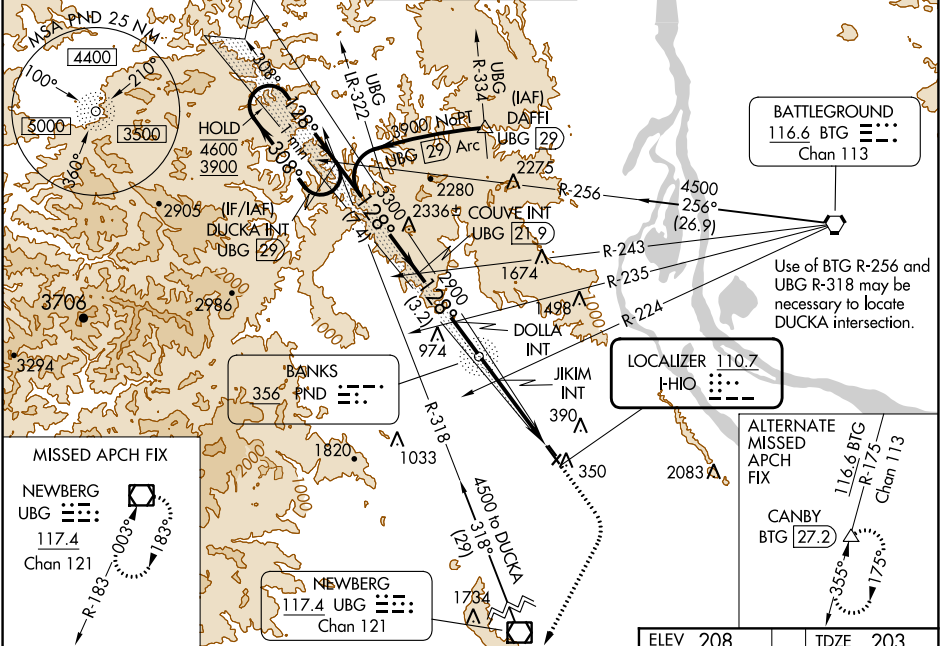 MSA PND 25 NM
4400
100°
210°
5000
3500
360°
HOLD
4600
3900
308°
128°
308°
1 min
UBG
LR-322
UBG
R-334
(IAF)
DAFFI
UBG 29
3900 NoPT
UBG 29 Arc
BATTLEGROUND
116.6 BTG
Chan 113
2905
(IF/IAF)
DUCKA INT
UBG 29
3300
128°
(7.4)
2280
2275
2336±
COUVE INT
UBG 21.9
R-256
4500
256°
(26.9)
R-243
R-235
R-224
Use of BTG R-256 and
UBG R-318 may be
necessary to locate
DUCKA intersection.
1674
1498
1000
3706
2986
1000
3294
2900
128°
(3.2)
974
DOLLA
INT
BANKS
356 PND
JIKIM
INT
LOCALIZER 110.7
I-HIO
390
350
R-318
1820
1033
1000
2083
MISSED APCH FIX
NEWBERG
UBG
117.4
Chan 121
003°
183°
R-183
4500 to DUCKA
318°
(29)
NEWBERG
117.4 UBG
Chan 121
1734
ALTERNATE
MISSED
APCH
FIX
116.6 BTG
R-175
Chan 113
CANBY
BTG 27.2
355°
175°
ELEV 208
TDZE 203